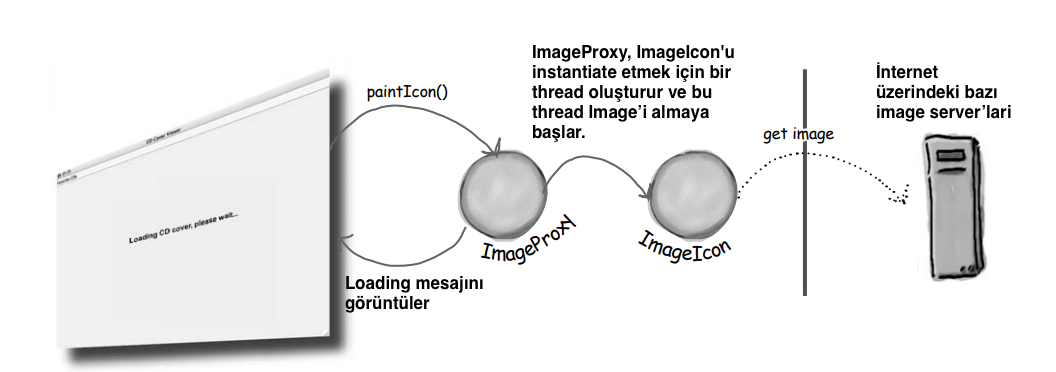 ImageProxy, ImageIcon'u
instantiate etmek için bir
thread oluşturur ve bu
thread Image'i almaya
başlar.
İnternet
üzerindeki bazı
image server'lari
paintIcon()
get image
CD Cover Viewer
Favorite CDs
Loading CD cover, please wait...
ImageProxy
ImageIcon
Loading mesajını
görüntüler